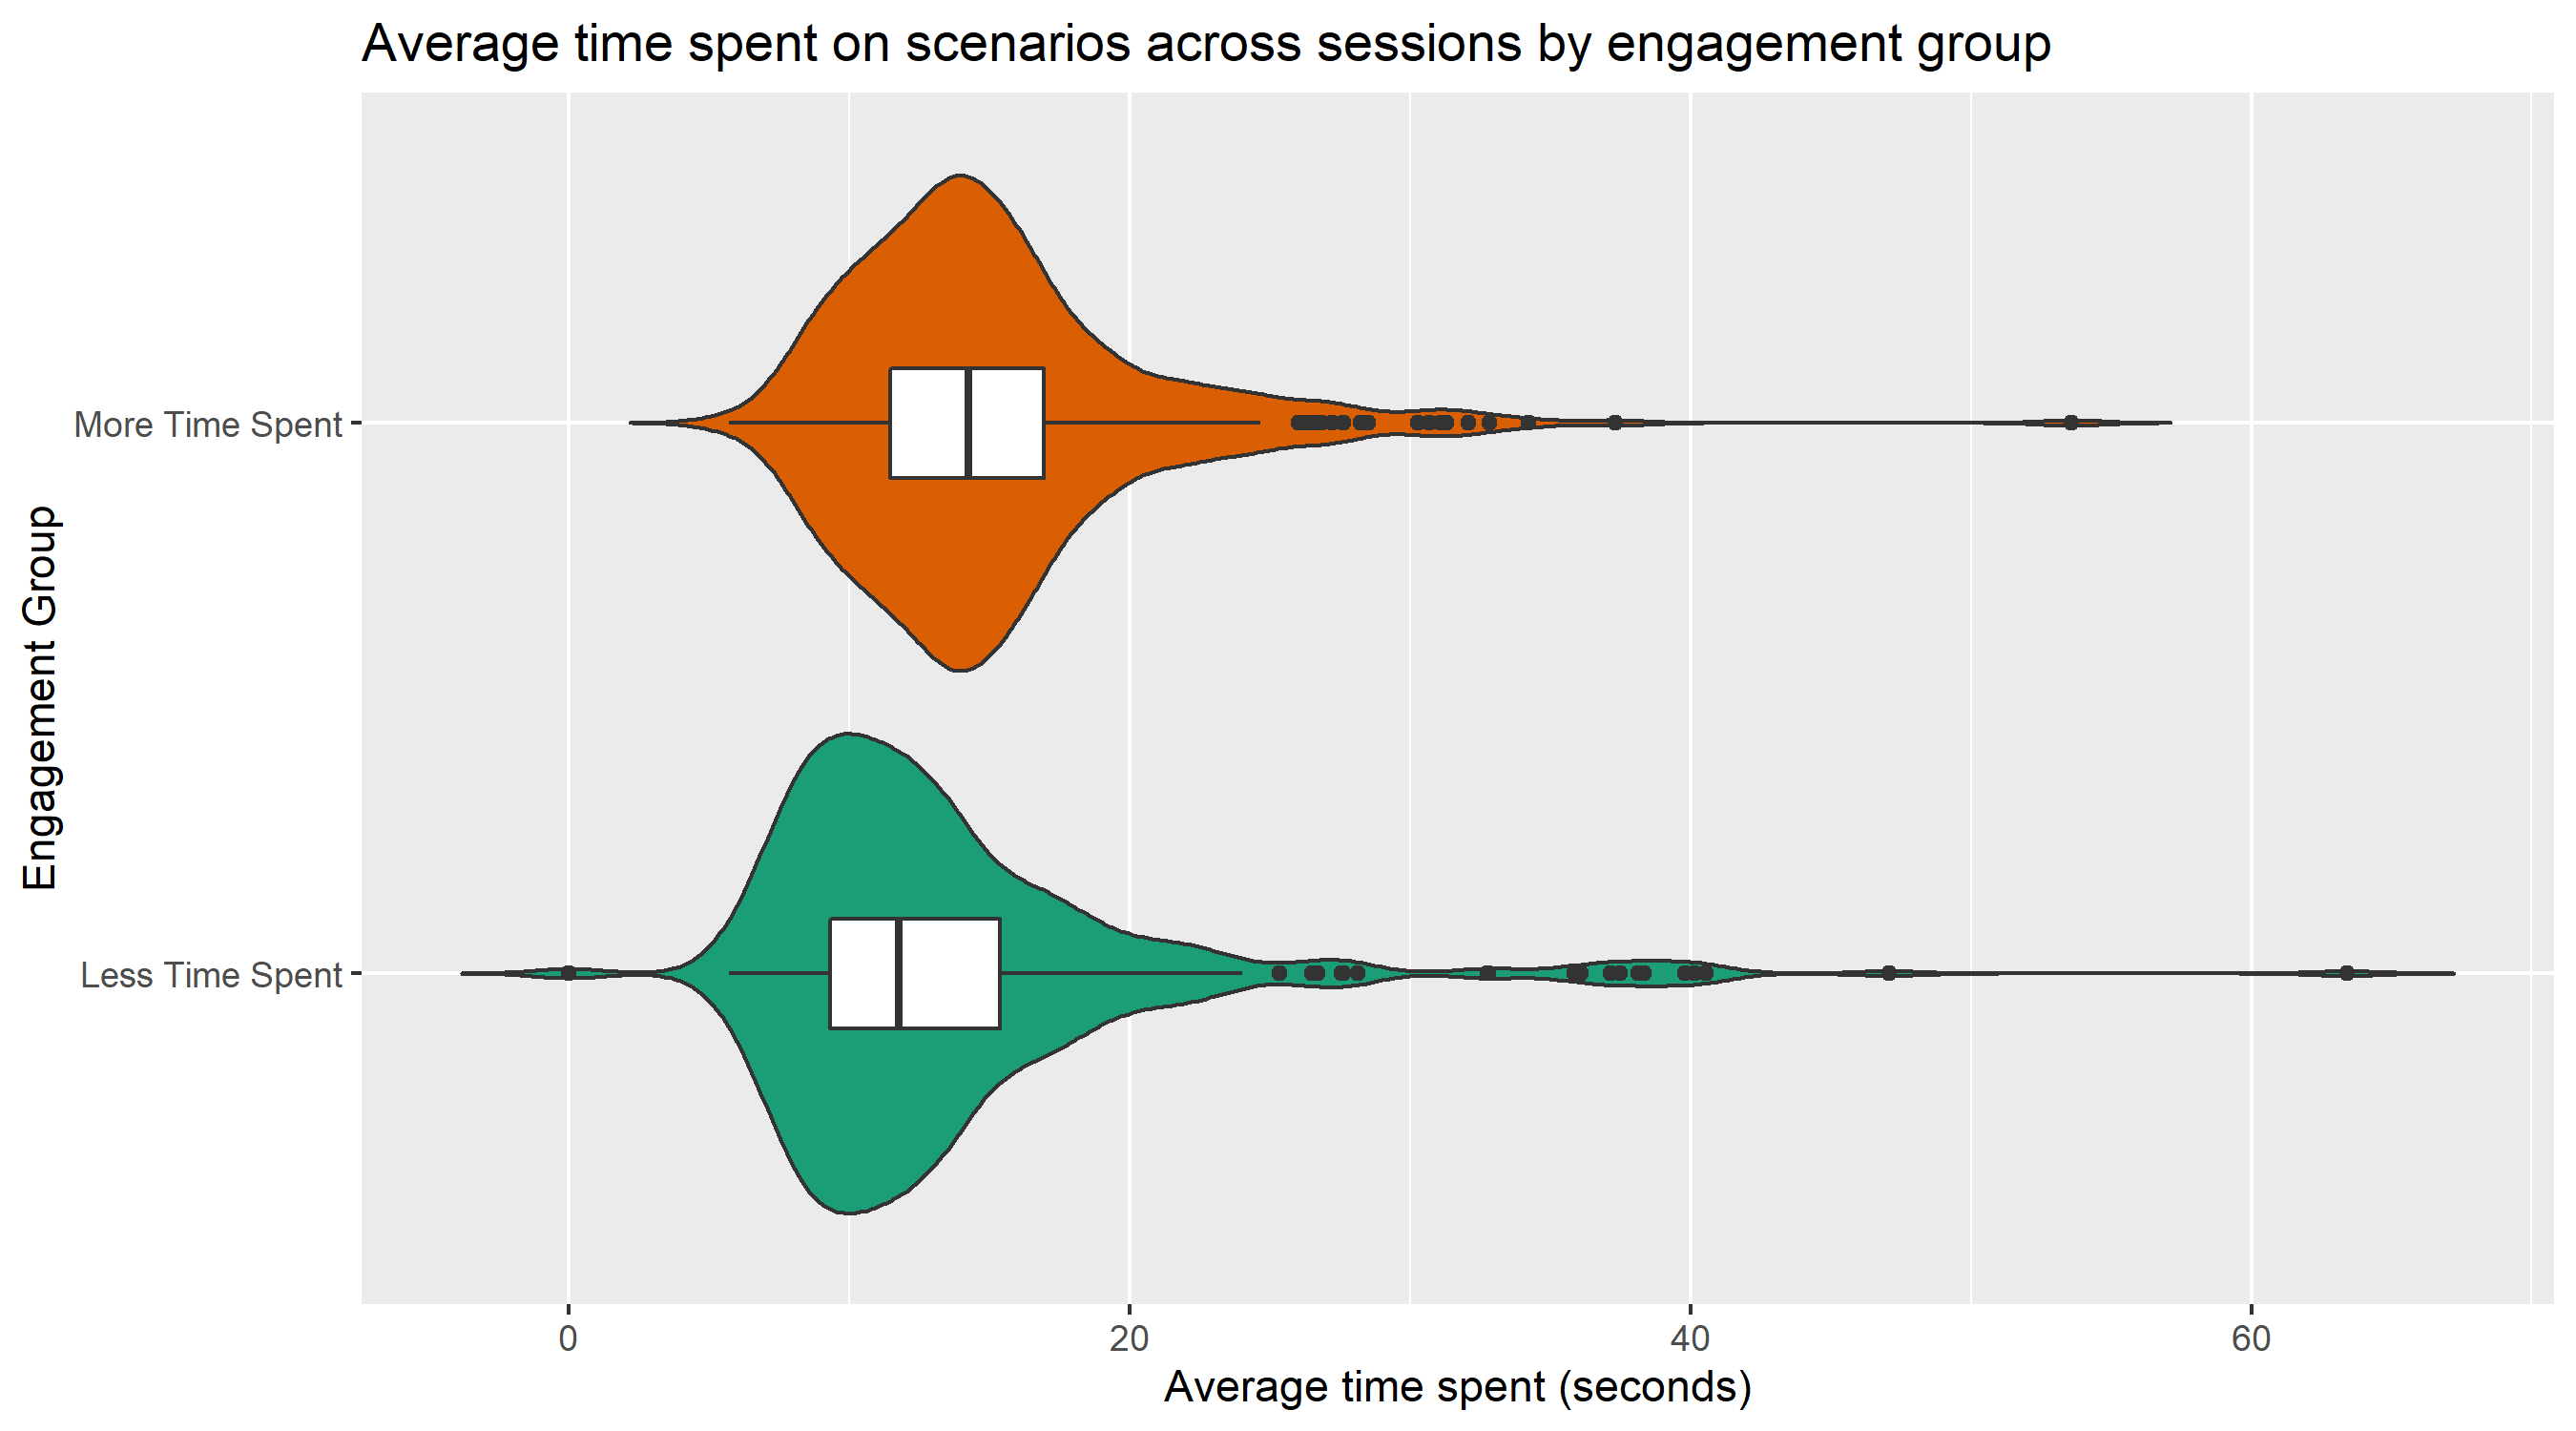 Average time spent on scenarios across sessions by engagement group
Engagement Group
More Time Spent
Less Time Spent
0 20 40 60
Average time spent (seconds)